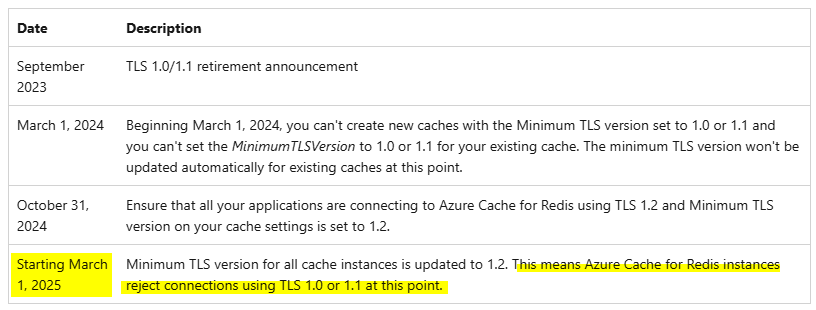 Date Description
September TLS 1.0/1.1 retirement announcement
2023
March 1, 2024 Beginning March 1, 2024, you can't create new caches with the Minimum TLS version set to 1.0 or 1.1 and
you can't set the MinimumTLSVersion to 1.0 or 1.1 for your existing cache. The minimum TLS version won't be
updated automatically for existing caches at this point.
October 31, Ensure that all your applications are connecting to Azure Cache for Redis using TLS 1.2 and Minimum TLS
2024 version on your cache settings is set to 1.2.
Starting March Minimum TLS version for all cache instances is updated to 1.2. This means Azure Cache for Redis instances
1, 2025 reject connections using TLS 1.0 or 1.1 at this point.